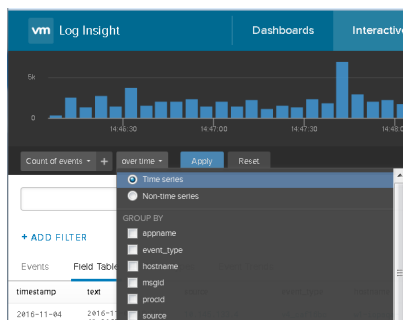 vm Log Insight Dashboards Interactive
5k
0
14:46:30 14:47:00 14:47:30 14:48:0
Count of events + over time Apply Reset
Time series
Non-time series
GROUP BY
appname
+ ADD FILTER
event_type
Events Field Table hostname
msgid
timestamp text
procid
2016-11-04 2016-11 source